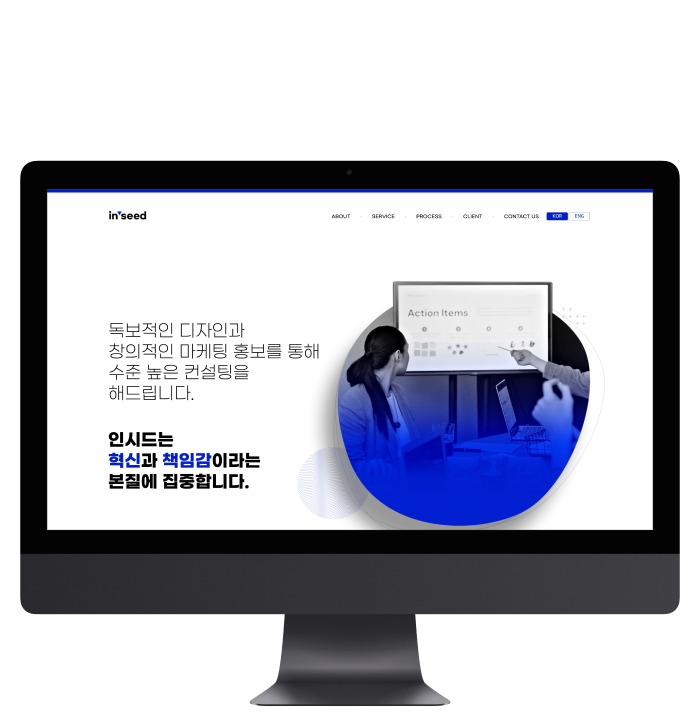 in'seed
ABOUT
SERVICE
PROCESS
CLIENT
CONTACT US
KOR
ENG
Action Items
독보적인 디자인과
창의적인 마케팅 홍보를 통해
수준 높은 컨설팅을
해드립니다.
인시드는
혁신과 책임감이라는
본질에 집중합니다.